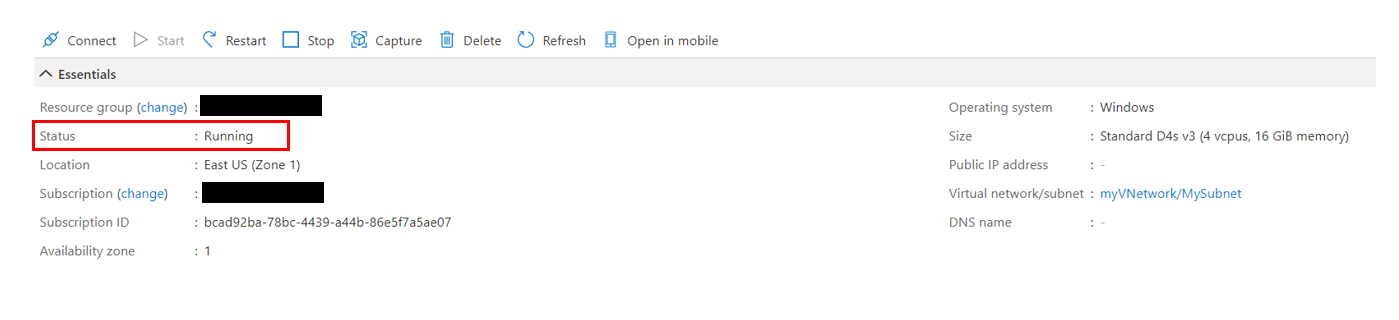 Connect Start Restart Stop Capture Delete Refresh Open in mobile
Essentials
Resource group (change) :
Status : Running
Location : East US (Zone 1)
Subscription (change) :
Subscription ID : bcad92ba-78bc-4439-a44b-86e5f7a5ae07
Availability zone : 1
Operating system : Windows
Size : Standard D4s v3 (4 vcpus, 16 GiB memory)
Public IP address : -
Virtual network/subnet : myVNetwork/MySubnet
DNS name : -